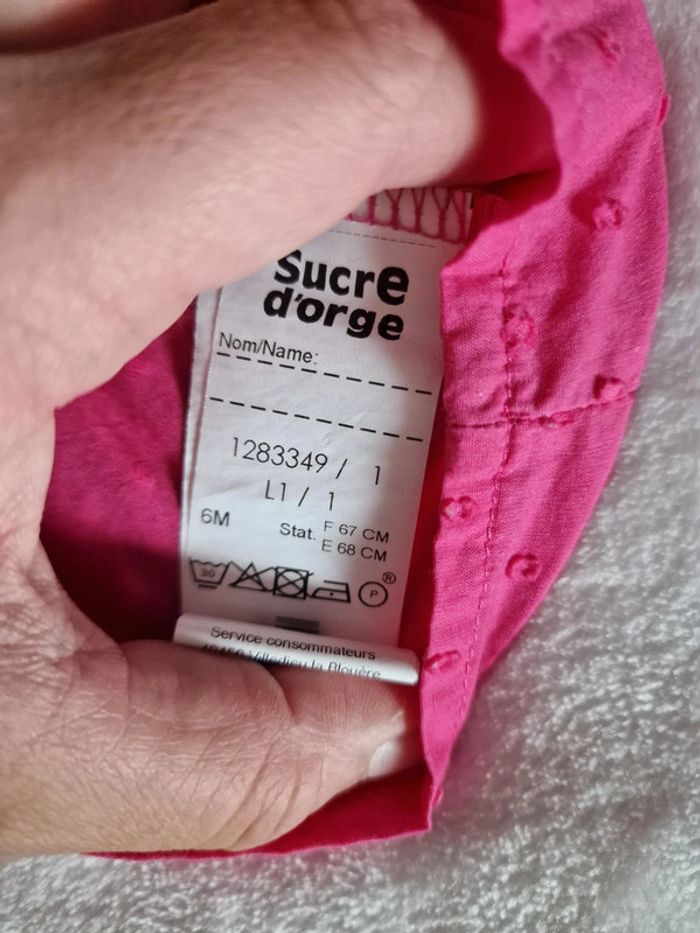 Sucre
d'orge
Nom/Name:
1283349 / 1
L1 / 1
6M
Stat.
F 67 CM
E 68 CM
30
P
®
Service consommateurs
49450 Villedieu la Blouère